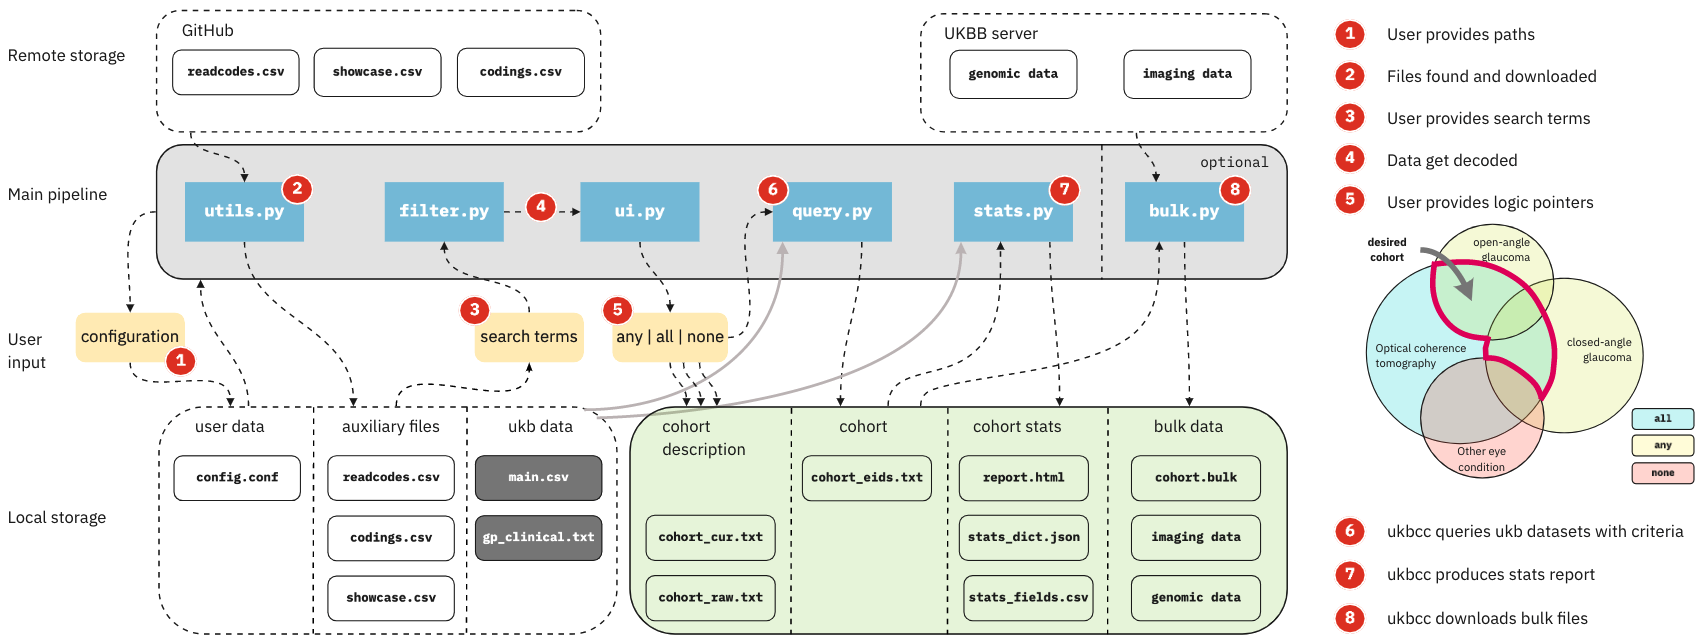 Remote storage
GitHub
readcodes.csv
showcase.csv
codings.csv
UKBB server
genomic data
imaging data
Main pipeline
optional
utils.py
2
filter.py
4
ui.py
6
query.py
stats.py
7
bulk.py
8
User
input
configuration
1
3
search terms
5
any | all | none
Local storage
user data
config.conf
auxiliary files
readcodes.csv
codings.csv
showcase.csv
ukb data
main.csv
gp_clinical.txt
cohort
description
cohort_cur.txt
cohort_raw.txt
cohort
cohort_eids.txt
cohort stats
report.html
stats_dict.json
stats_fields.csv
bulk data
cohort.bulk
imaging data
genomic data
1 User provides paths
2 Files found and downloaded
3 User provides search terms
4 Data get decoded
5 User provides logic pointers
desired
cohort
open-angle
glaucoma
Optical coherence
tomography
closed-angle
glaucoma
Other eye
condition
all
any
none
6 ukbcc queries ukb datasets with criteria
7 ukbcc produces stats report
8 ukbcc downloads bulk files